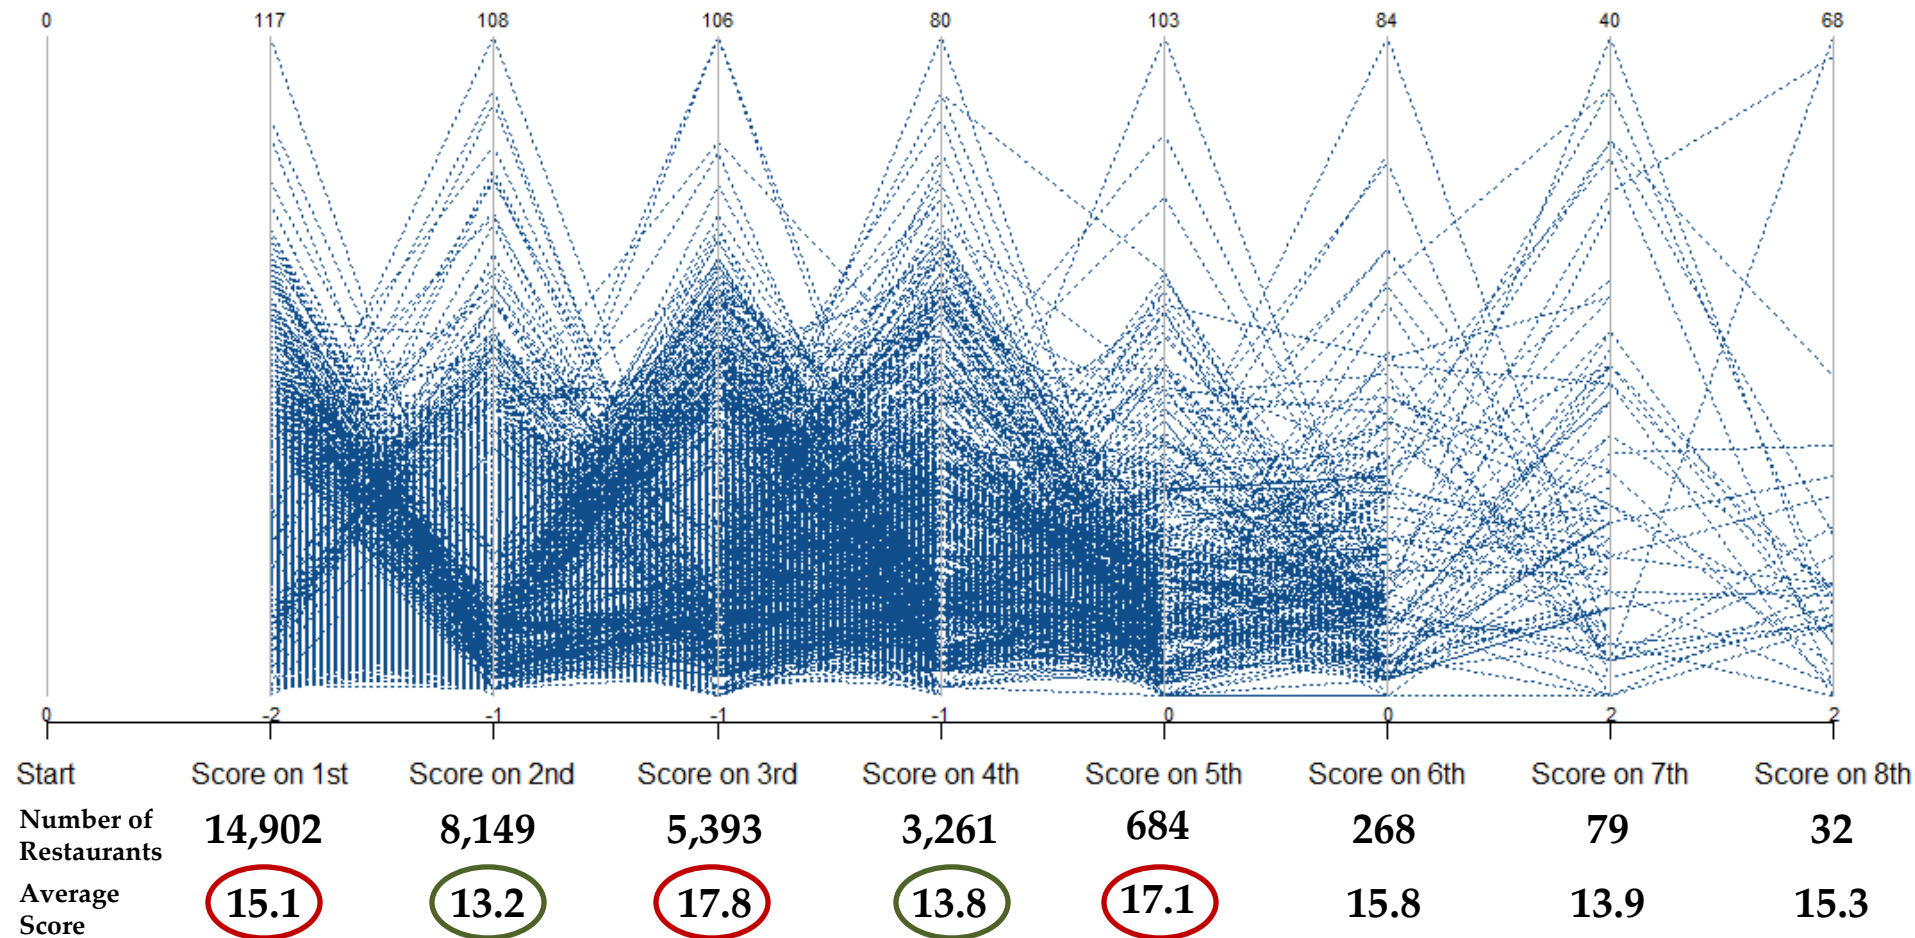 0 117 108 106 80 103 84 40 68
0 -2 -1 -1 -1 0 0 2 2
Start Score on 1st Score on 2nd Score on 3rd Score on 4th Score on 5th Score on 6th Score on 7th Score on 8th
Number of
Restaurants 14,902 8,149 5,393 3,261 684 268 79 32
Average
Score 15.1 13.2 17.8 13.8 17.1 15.8 13.9 15.3